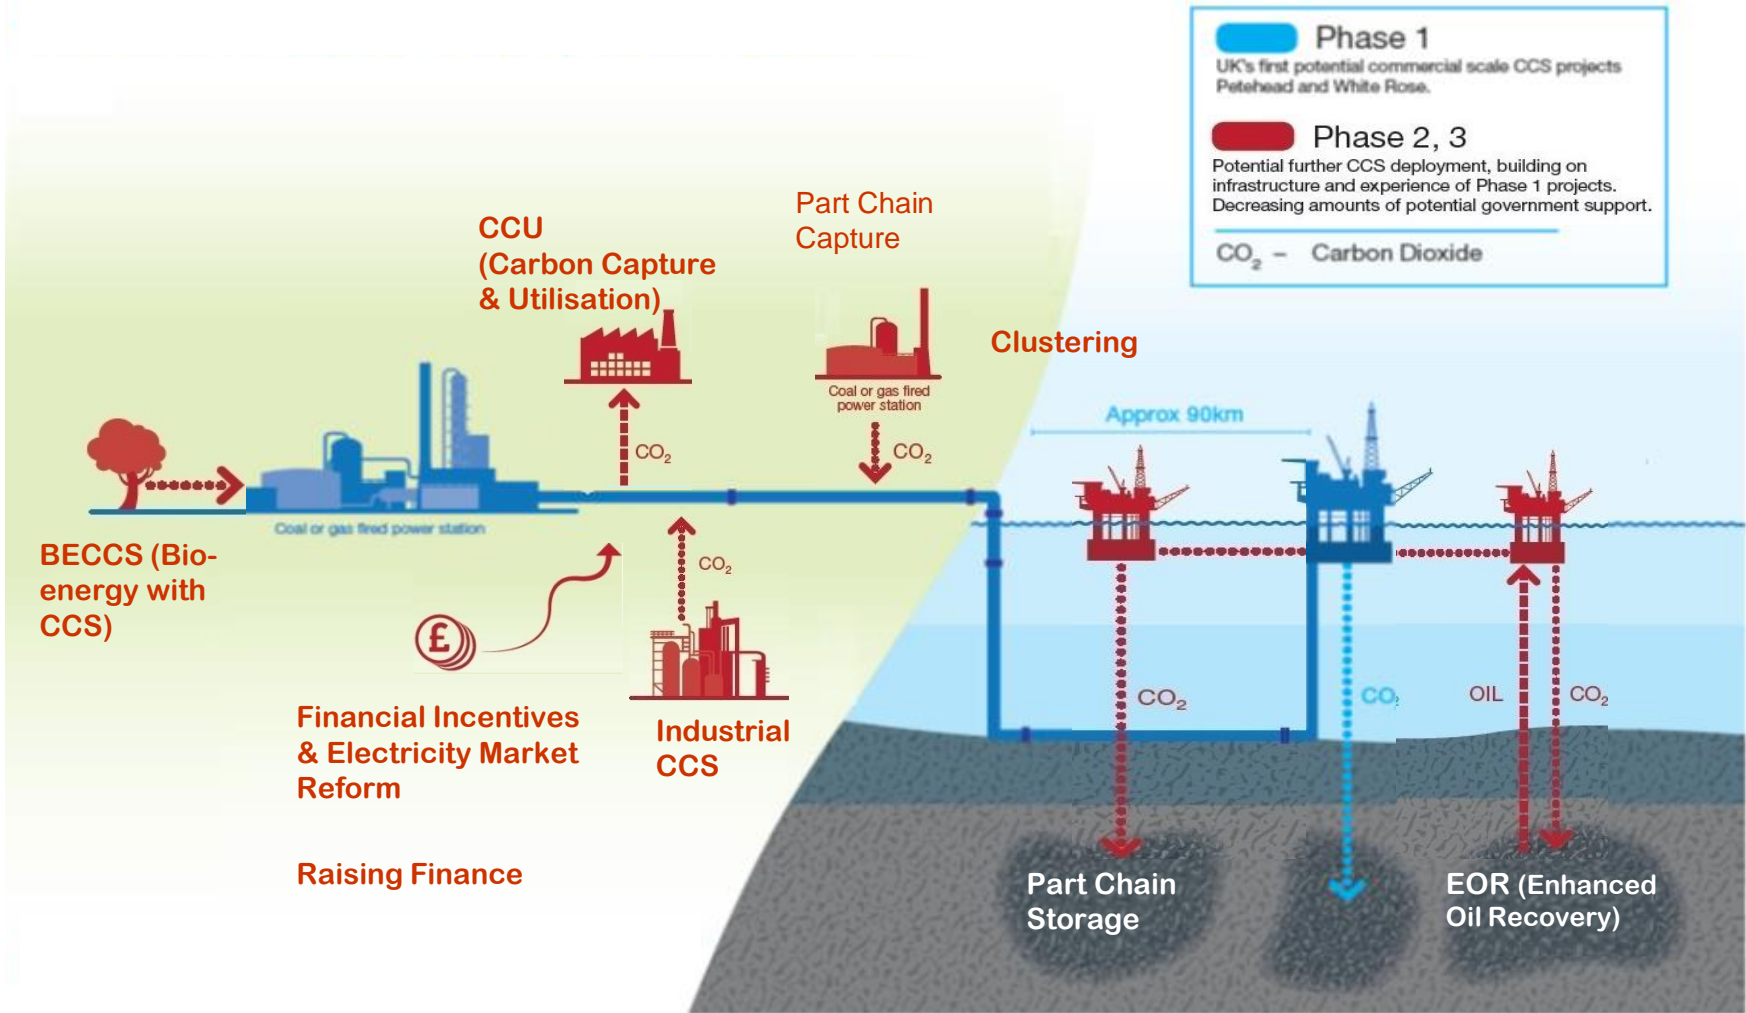 Phase 1
UK's first potential commercial scale CCS projects
Petehead and White Rose.
Phase 2, 3
Potential further CCS deployment, building on
infrastructure and experience of Phase 1 projects.
Decreasing amounts of potential government support.
CO₂ – Carbon Dioxide
Part Chain
Capture
CCU
(Carbon Capture
& Utilisation)
Clustering
Coal or gas fired
power station
Approx 90km
CO₂
CO₂
Coal or gas fired power station
BECCS (Bio-
energy with
CCS)
CO₂
£
Financial Incentives
& Electricity Market
Reform
Industrial
CCS
Raising Finance
CO₂
CO₂
OIL
CO₂
Part Chain
Storage
EOR (Enhanced
Oil Recovery)